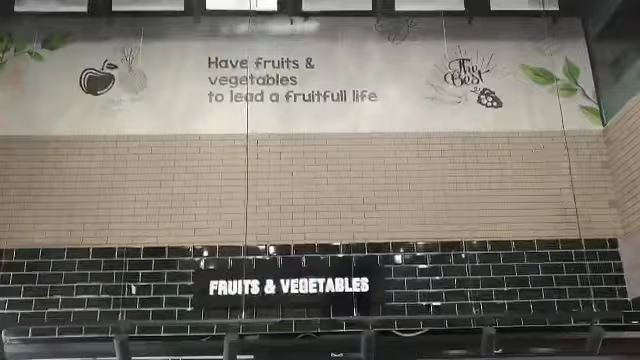 Have fruits &
vegetables
to lead a fruitfull life
The
Best
FRUITS & VEGETABLES